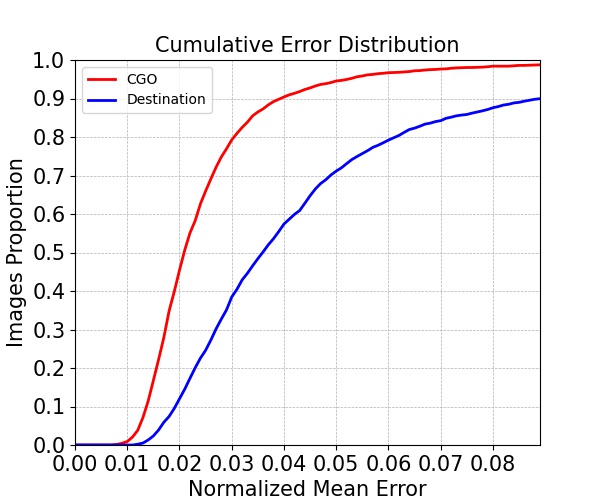 Cumulative Error Distribution
CGO
Destination
Images Proportion
1.0
0.9
0.8
0.7
0.6
0.5
0.4
0.3
0.2
0.1
0.0
0.00 0.01 0.02 0.03 0.04 0.05 0.06 0.07 0.08
Normalized Mean Error